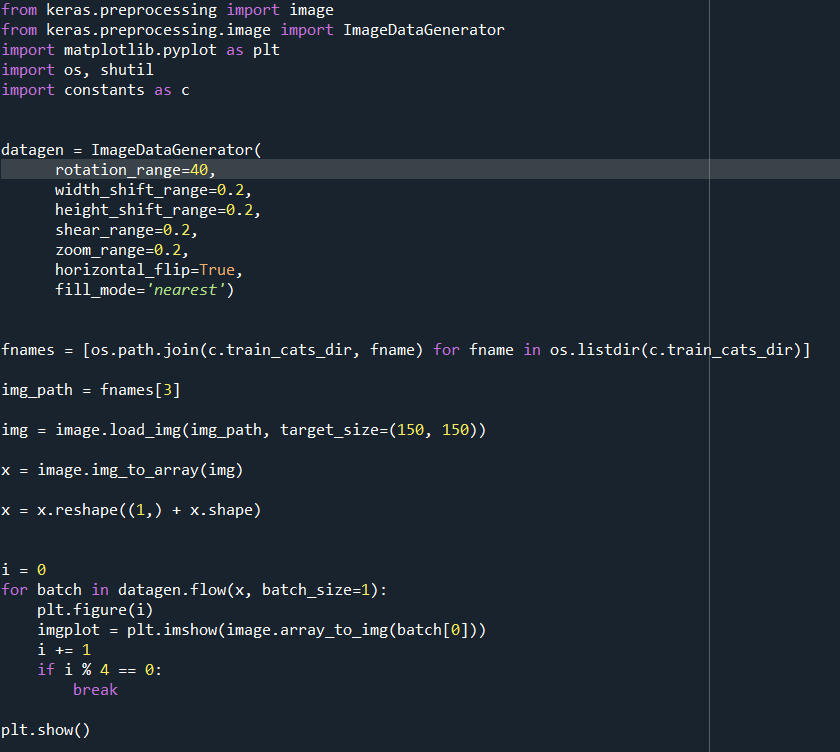 from keras.preprocessing import image
from keras.preprocessing.image import ImageDataGenerator
import matplotlib.pyplot as plt
import os, shutil
import constants as c
datagen = ImageDataGenerator(
      rotation_range=40,
      width_shift_range=0.2,
      height_shift_range=0.2,
      shear_range=0.2,
      zoom_range=0.2,
      horizontal_flip=True,
      fill_mode='nearest')
fnames = [os.path.join(c.train_cats_dir, fname) for fname in os.listdir(c.train_cats_dir)]
img_path = fnames[3]
img = image.load_img(img_path, target_size=(150, 150))
x = image.img_to_array(img)
x = x.reshape((1,) + x.shape)
i = 0
for batch in datagen.flow(x, batch_size=1):
    plt.figure(i)
    imgplot = plt.imshow(image.array_to_img(batch[0]))
    i += 1
    if i % 4 == 0:
        break
plt.show()